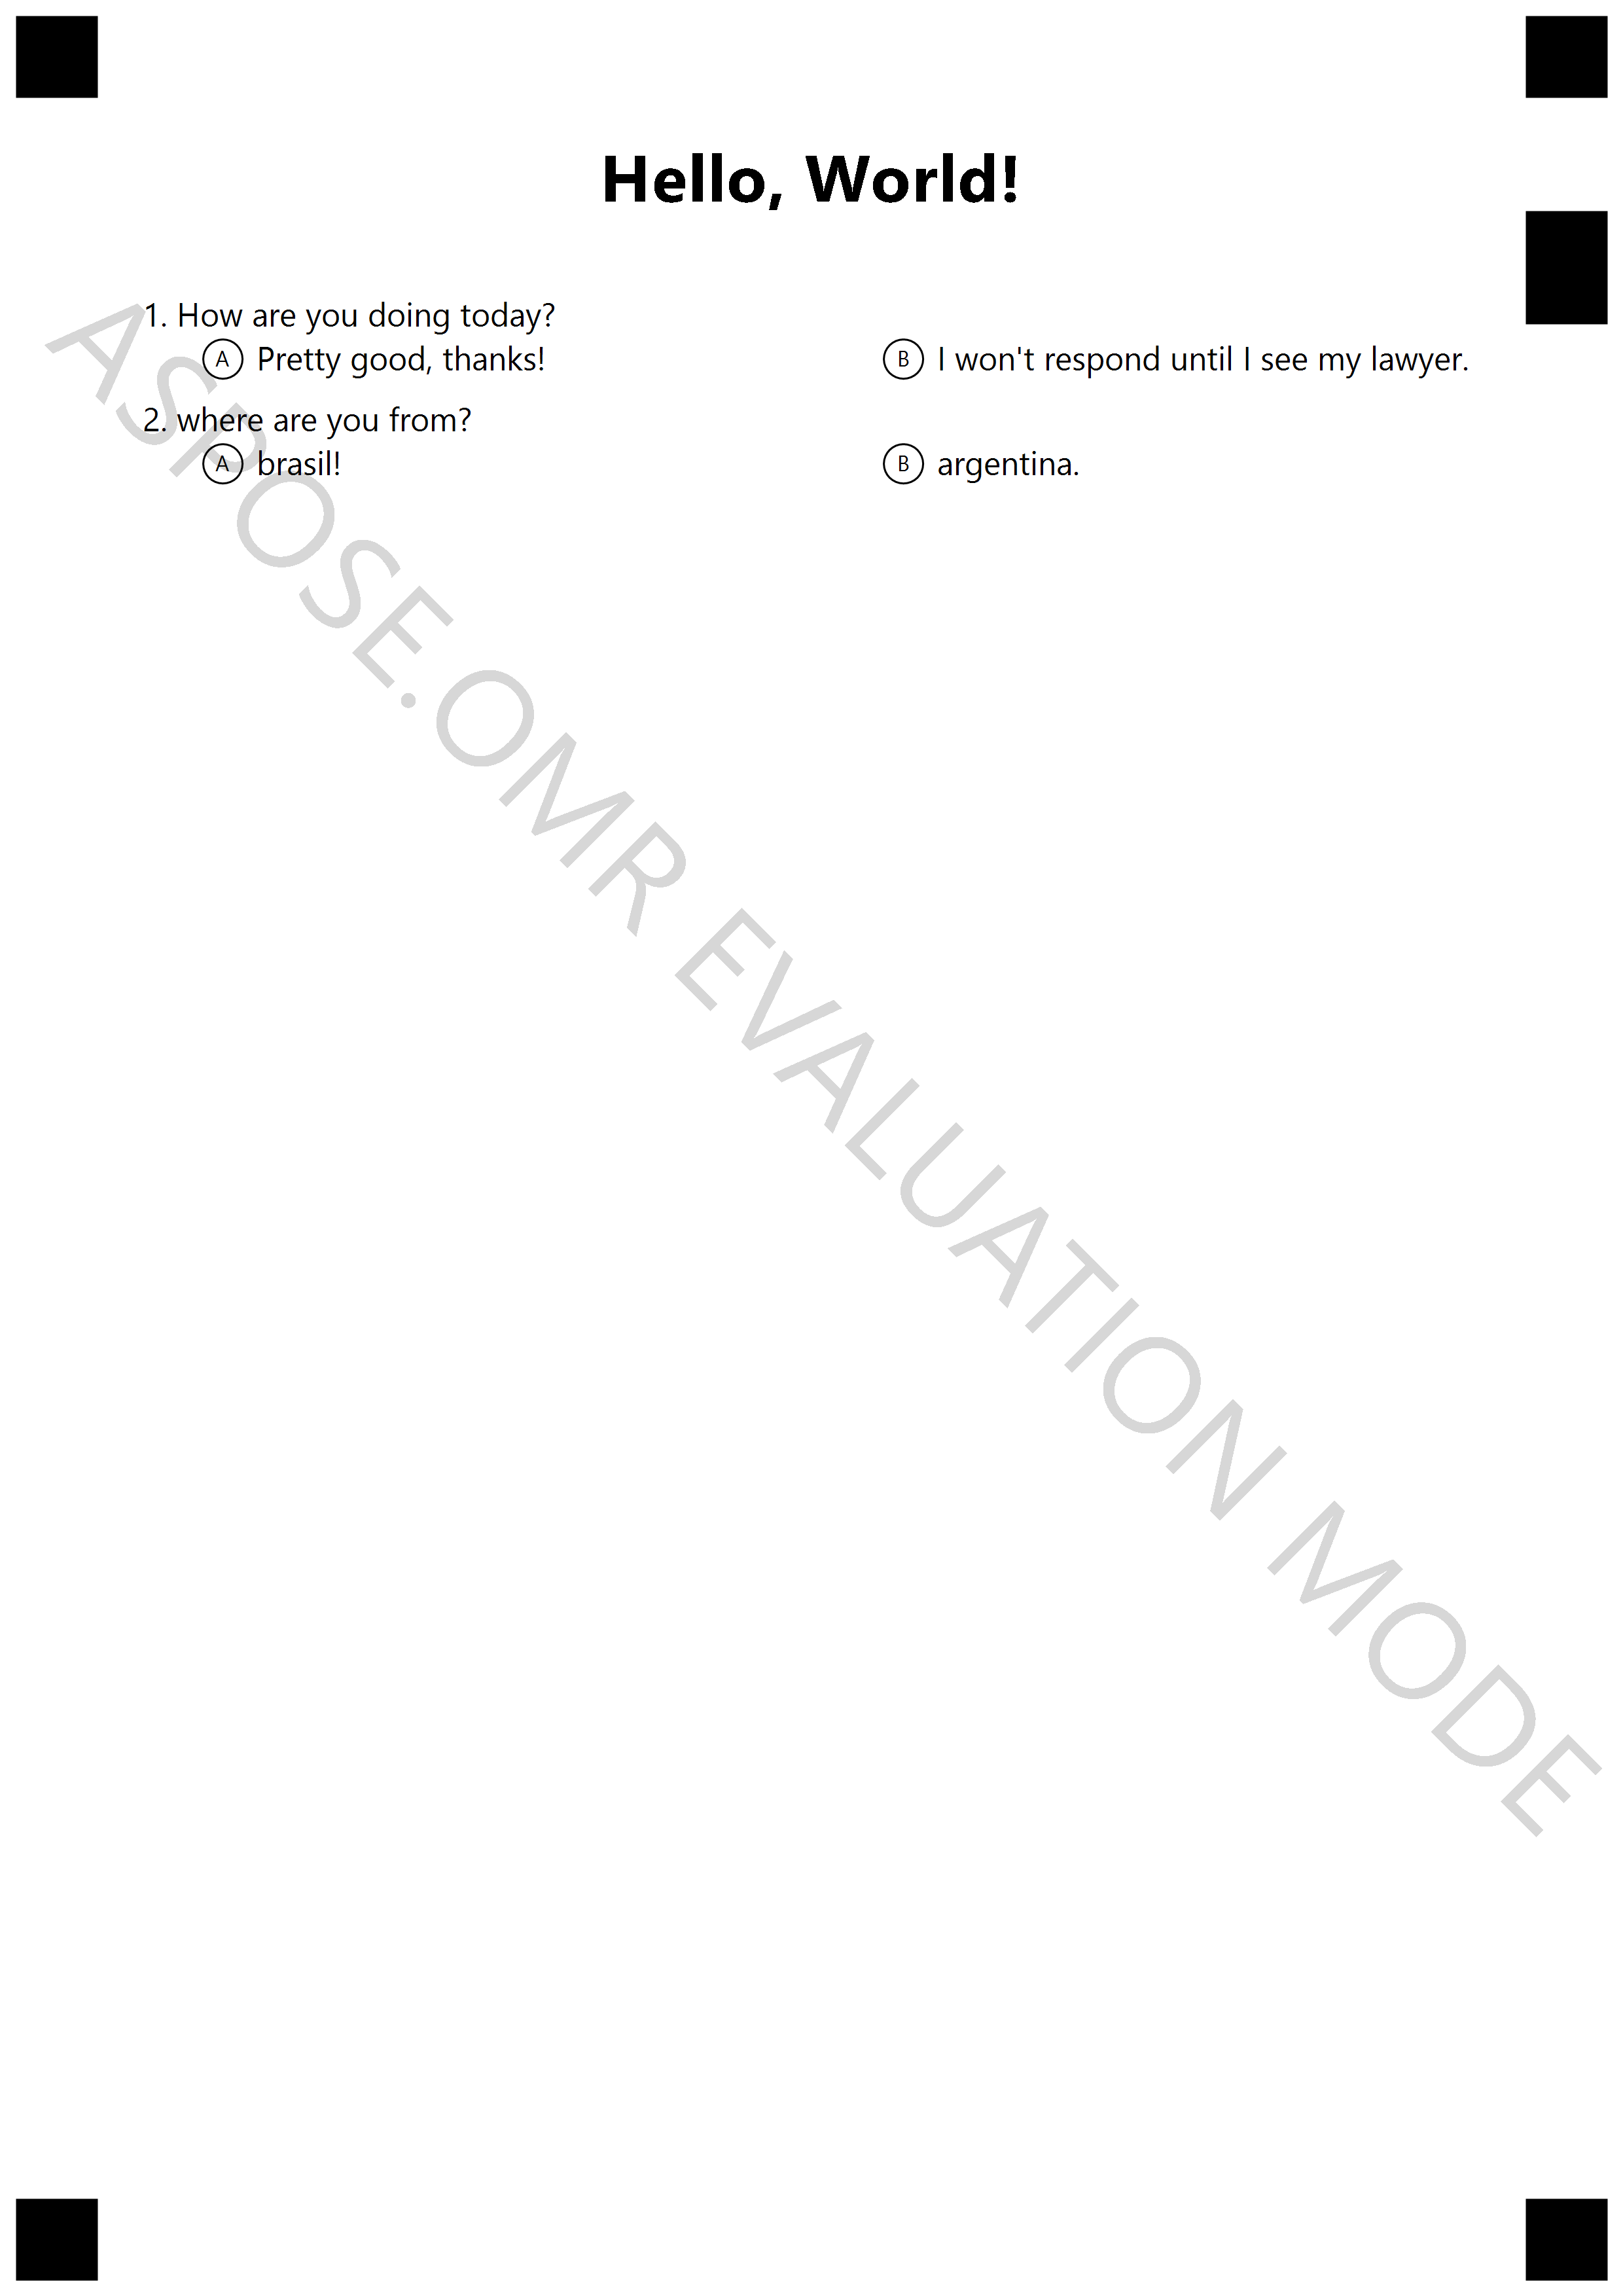 Hello, World!
1. How are you doing today?
A Pretty good, thanks! B I won't respond until I see my lawyer.
2. where are you from?
A brasil! B argentina.
ASPOSE.OMR EVALUATION MODE